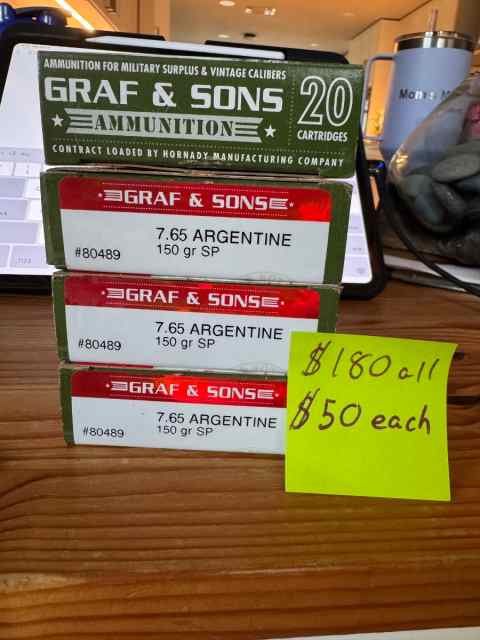 AMMUNITION FOR MILITARY SURPLUS & VINTAGE CALIBERS
GRAF & SONS
AMMUNITION
20
CARTRIDGES
CONTRACT LOADED BY HORNADY MANUFACTURING COMPANY
GRAF & SONS
7.65 ARGENTINE
150 gr SP
#80489
GRAF & SONS
7.65 ARGENTINE
150 gr SP
#80489
GRAF & SONS
7.65 ARGENTINE
150 gr SP
#80489
$180 all
$50 each